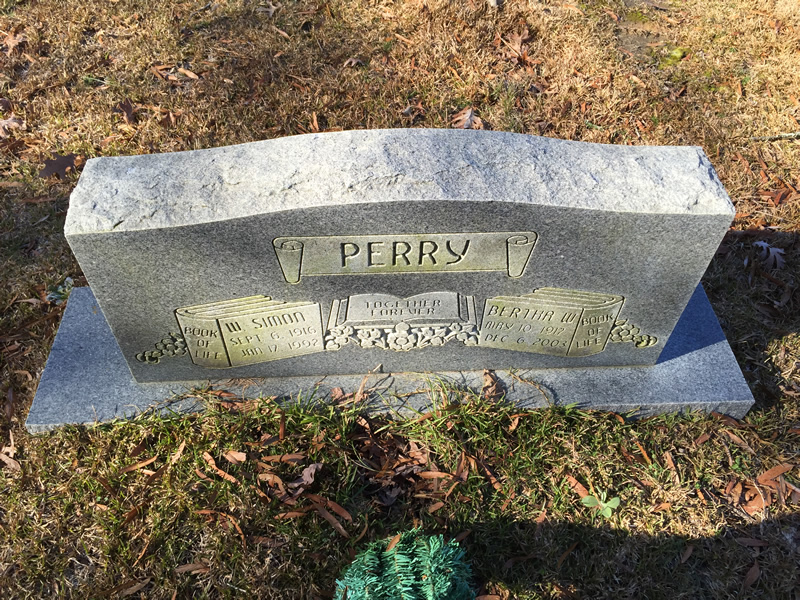 PERRY
BOOK
OF
LIFE
W. SIMON
SEPT. 6, 1916
JAN. 17, 1992
TOGETHER
FOREVER
BERTHA W.
MAY 10, 1917
DEC. 6, 2003
BOOK
OF
LIFE